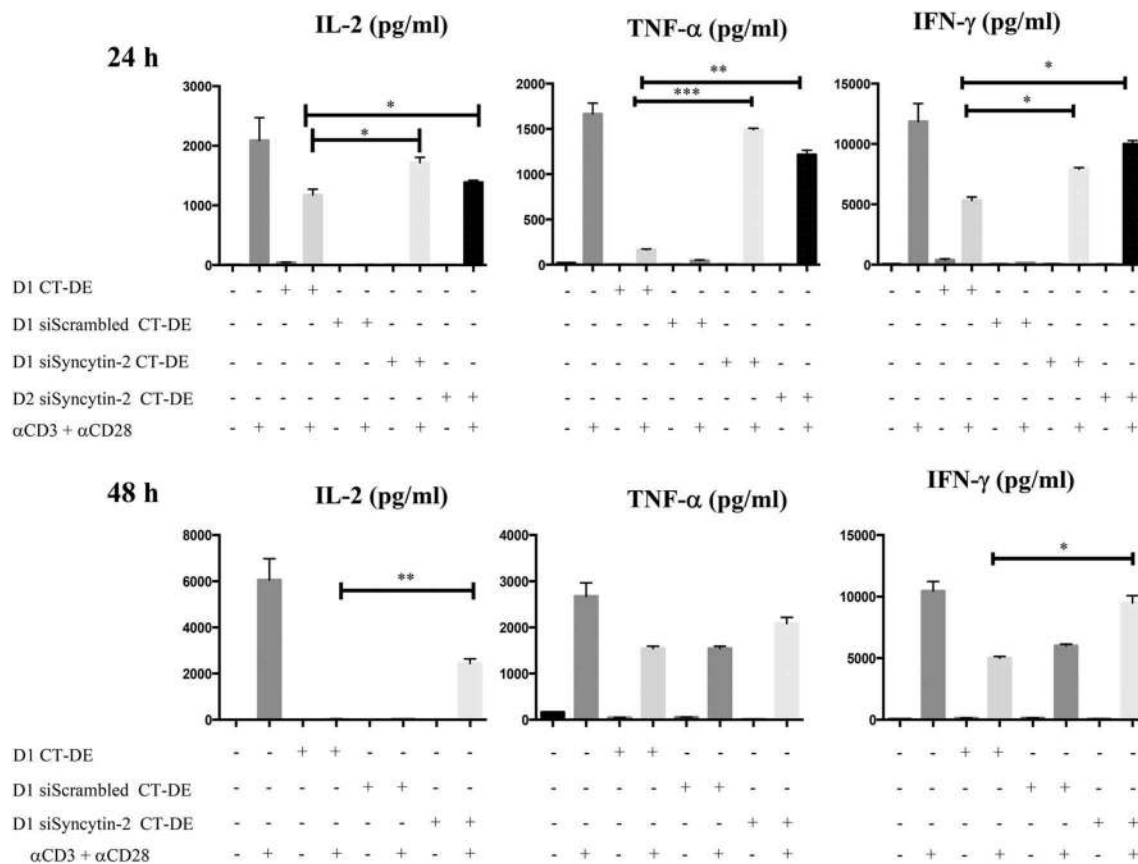 IL-2 (pg/ml) TNF-α (pg/ml) IFN-γ (pg/ml)
24 h
3000 2000 15000
** *
* *** *
*
1500
2000 10000
1000
1000 5000
500
0 0 0
D1 CT-DE - - + + - - - - - - - - + + - - - - - - - - + + - - - - - -
D1 siScrambled CT-DE - - - - + + - - - - - - - - + + - - - - - - - - + + - - - -
D1 siSyncytin-2 CT-DE - - - - - - + + - - - - - - - - + + - - - - - - - - + + - -
D2 siSyncytin-2 CT-DE - - - - - - - - + + - - - - - - - - + + - - - - - - - - + +
αCD3 + αCD28 - + - + - + - + - + - + - + - + - + - + - + - + - + - + - +
48 h
IL-2 (pg/ml) TNF-α (pg/ml) IFN-γ (pg/ml)
8000 4000 15000
** *
6000 3000
10000
4000 2000
5000
2000 1000
0 0 0
D1 CT-DE - - + + - - - - - - + + - - - - - - + + - - - -
D1 siScrambled CT-DE - - - - + + - - - - - - + + - - - - - - + + - -
D1 siSyncytin-2 CT-DE - - - - - - + + - - - - - - + + - - - - - - + +
αCD3 + αCD28 - + - + - + - + - + - + - + - + - + - + - + - +